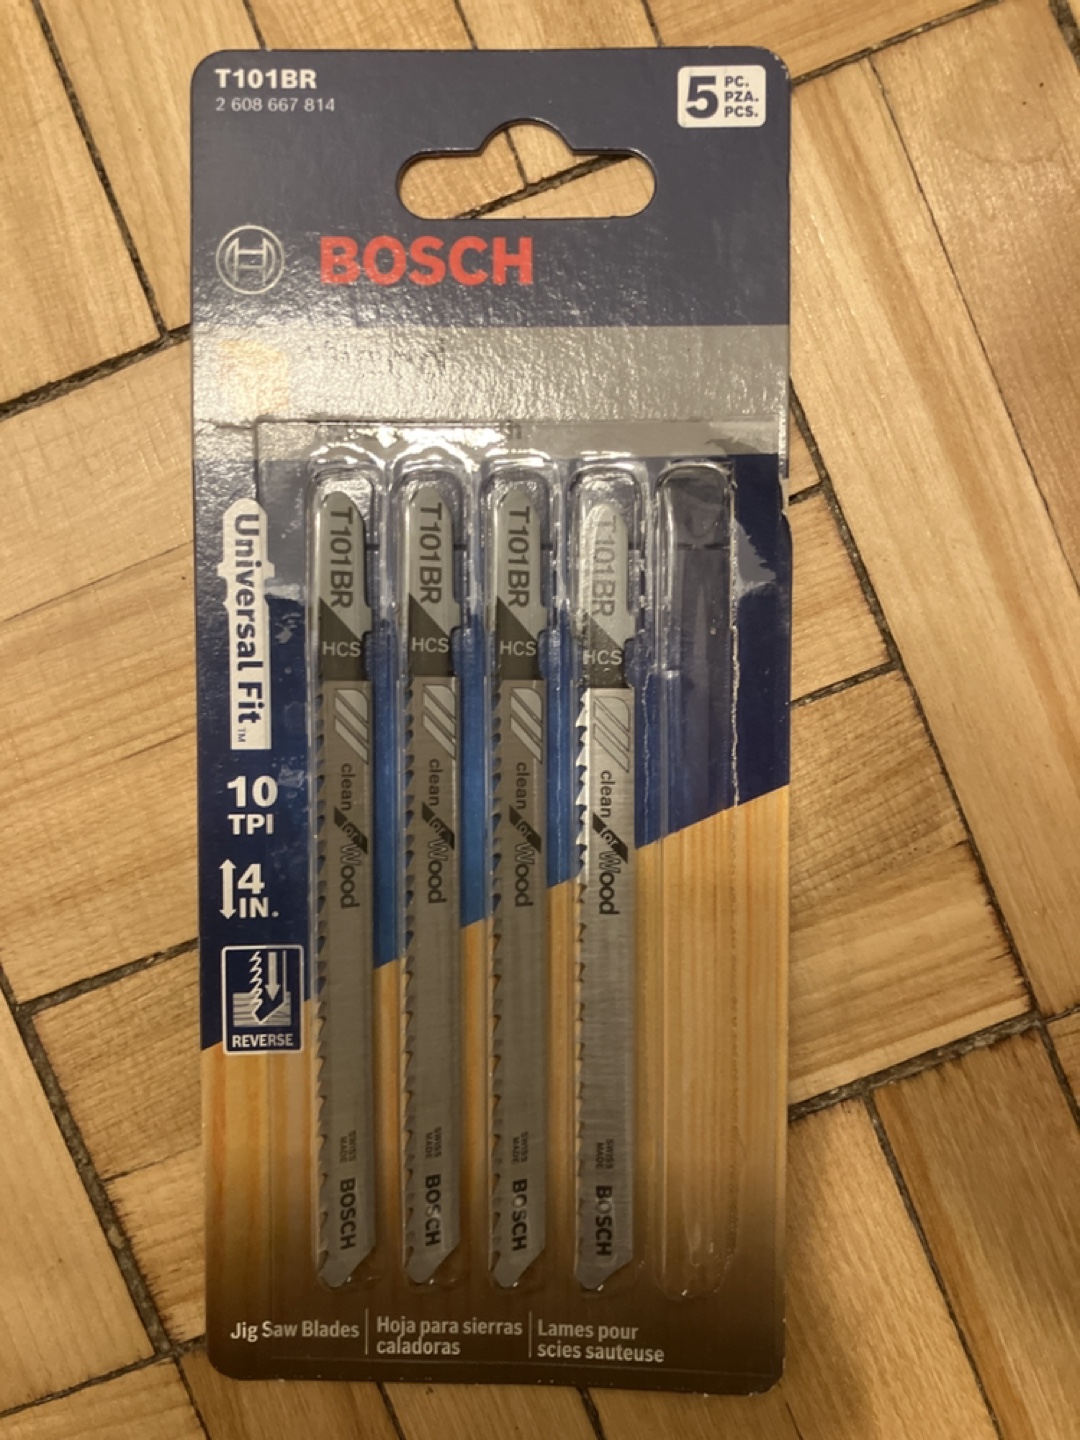 T101BR
2 608 667 814
5
PC.
PZA.
PCS.
BOSCH
Universal Fit™
10
TPI
4
IN.
REVERSE
T101BR
HCS
clean for Wood
SWISS
MADE
BOSCH
T101BR
HCS
clean for Wood
SWISS
MADE
BOSCH
T101BR
HCS
clean for Wood
SWISS
MADE
BOSCH
T101BR
HCS
clean for Wood
SWISS
MADE
BOSCH
Jig Saw Blades
Hoja para sierras
caladoras
Lames pour
scies sauteuse